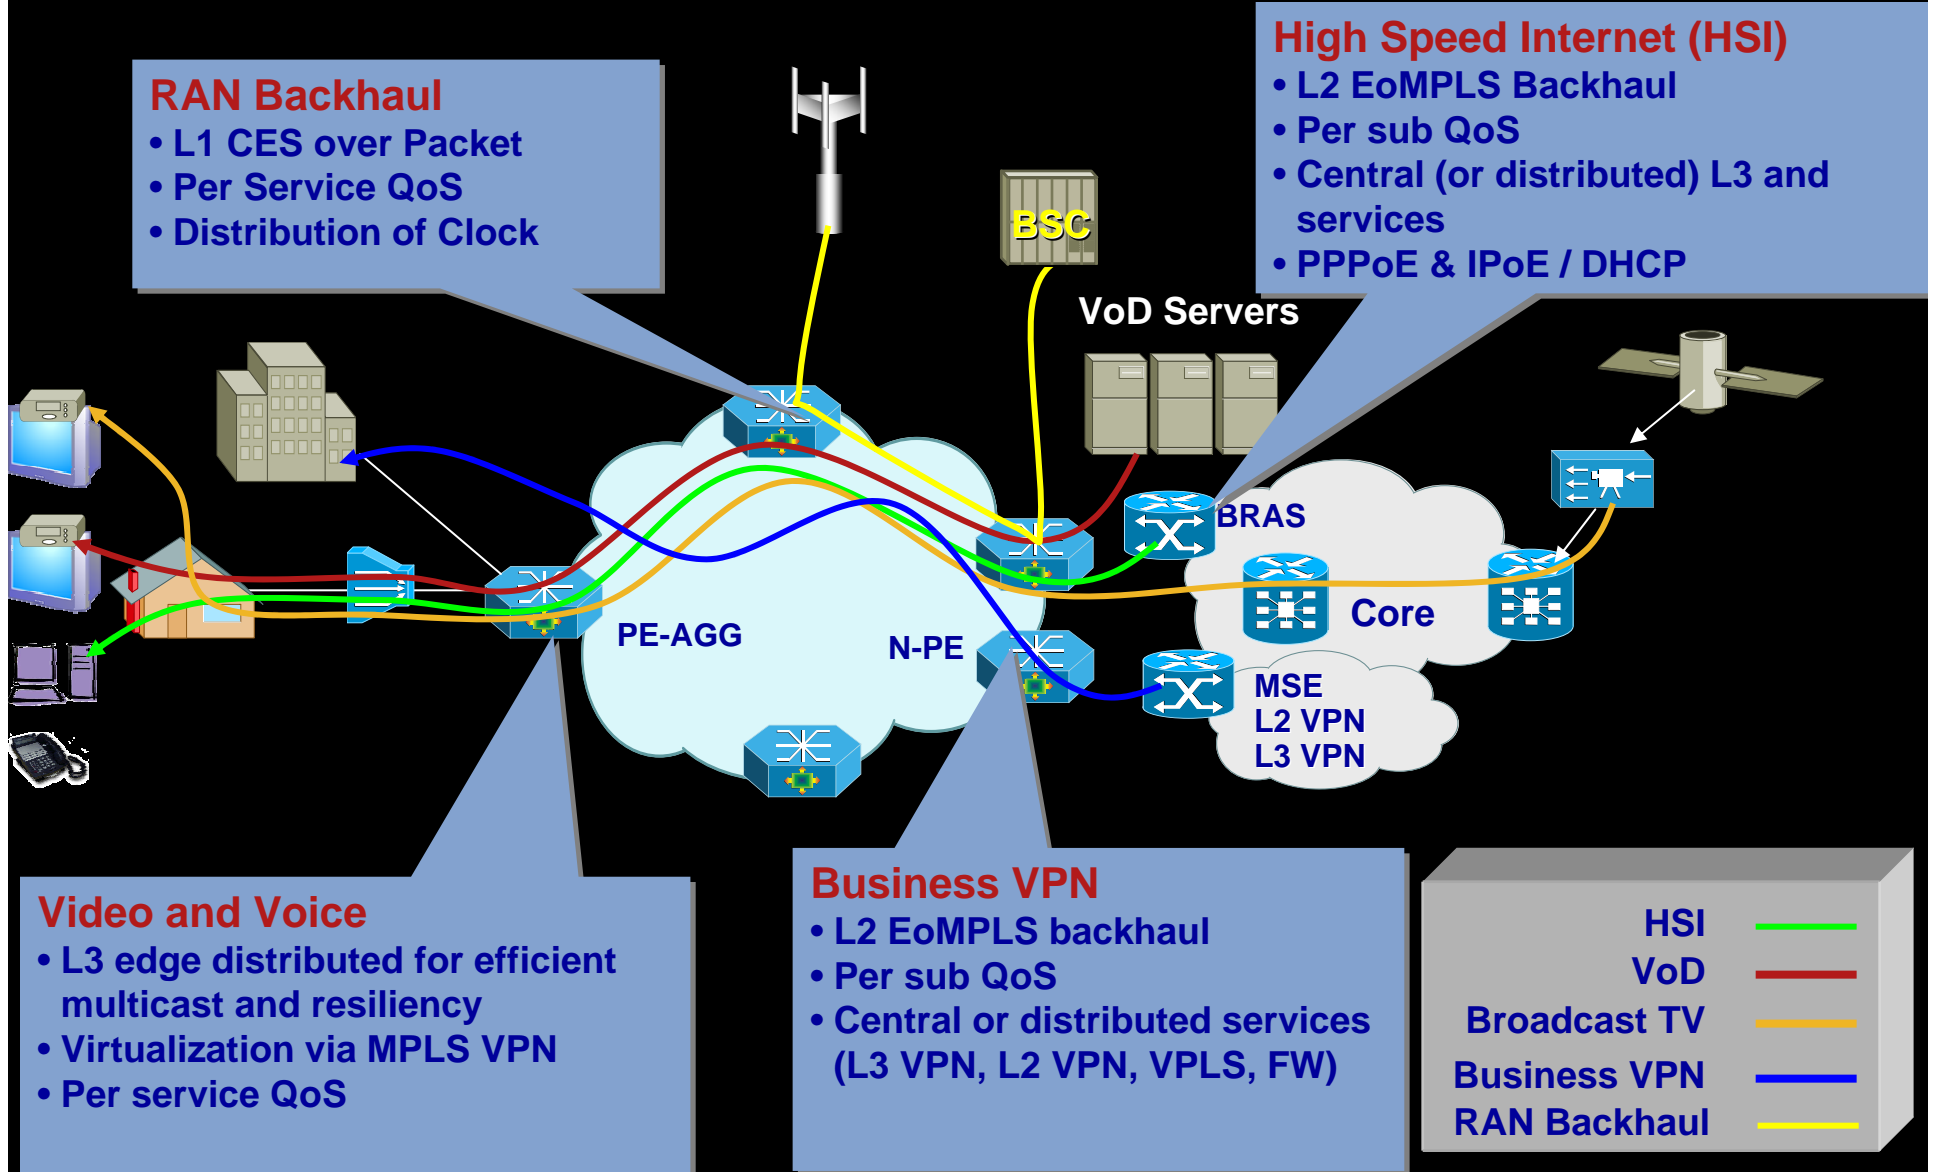 RAN Backhaul
• L1 CES over Packet
• Per Service QoS
• Distribution of Clock
High Speed Internet (HSI)
• L2 EoMPLS Backhaul
• Per sub QoS
• Central (or distributed) L3 and
services
• PPPoE & IPoE / DHCP
BSC
VoD Servers
BRAS
Core
PE-AGG
N-PE
MSE
L2 VPN
L3 VPN
Video and Voice
• L3 edge distributed for efficient
multicast and resiliency
• Virtualization via MPLS VPN
• Per service QoS
Business VPN
• L2 EoMPLS backhaul
• Per sub QoS
• Central or distributed services
(L3 VPN, L2 VPN, VPLS, FW)
HSI
VoD
Broadcast TV
Business VPN
RAN Backhaul